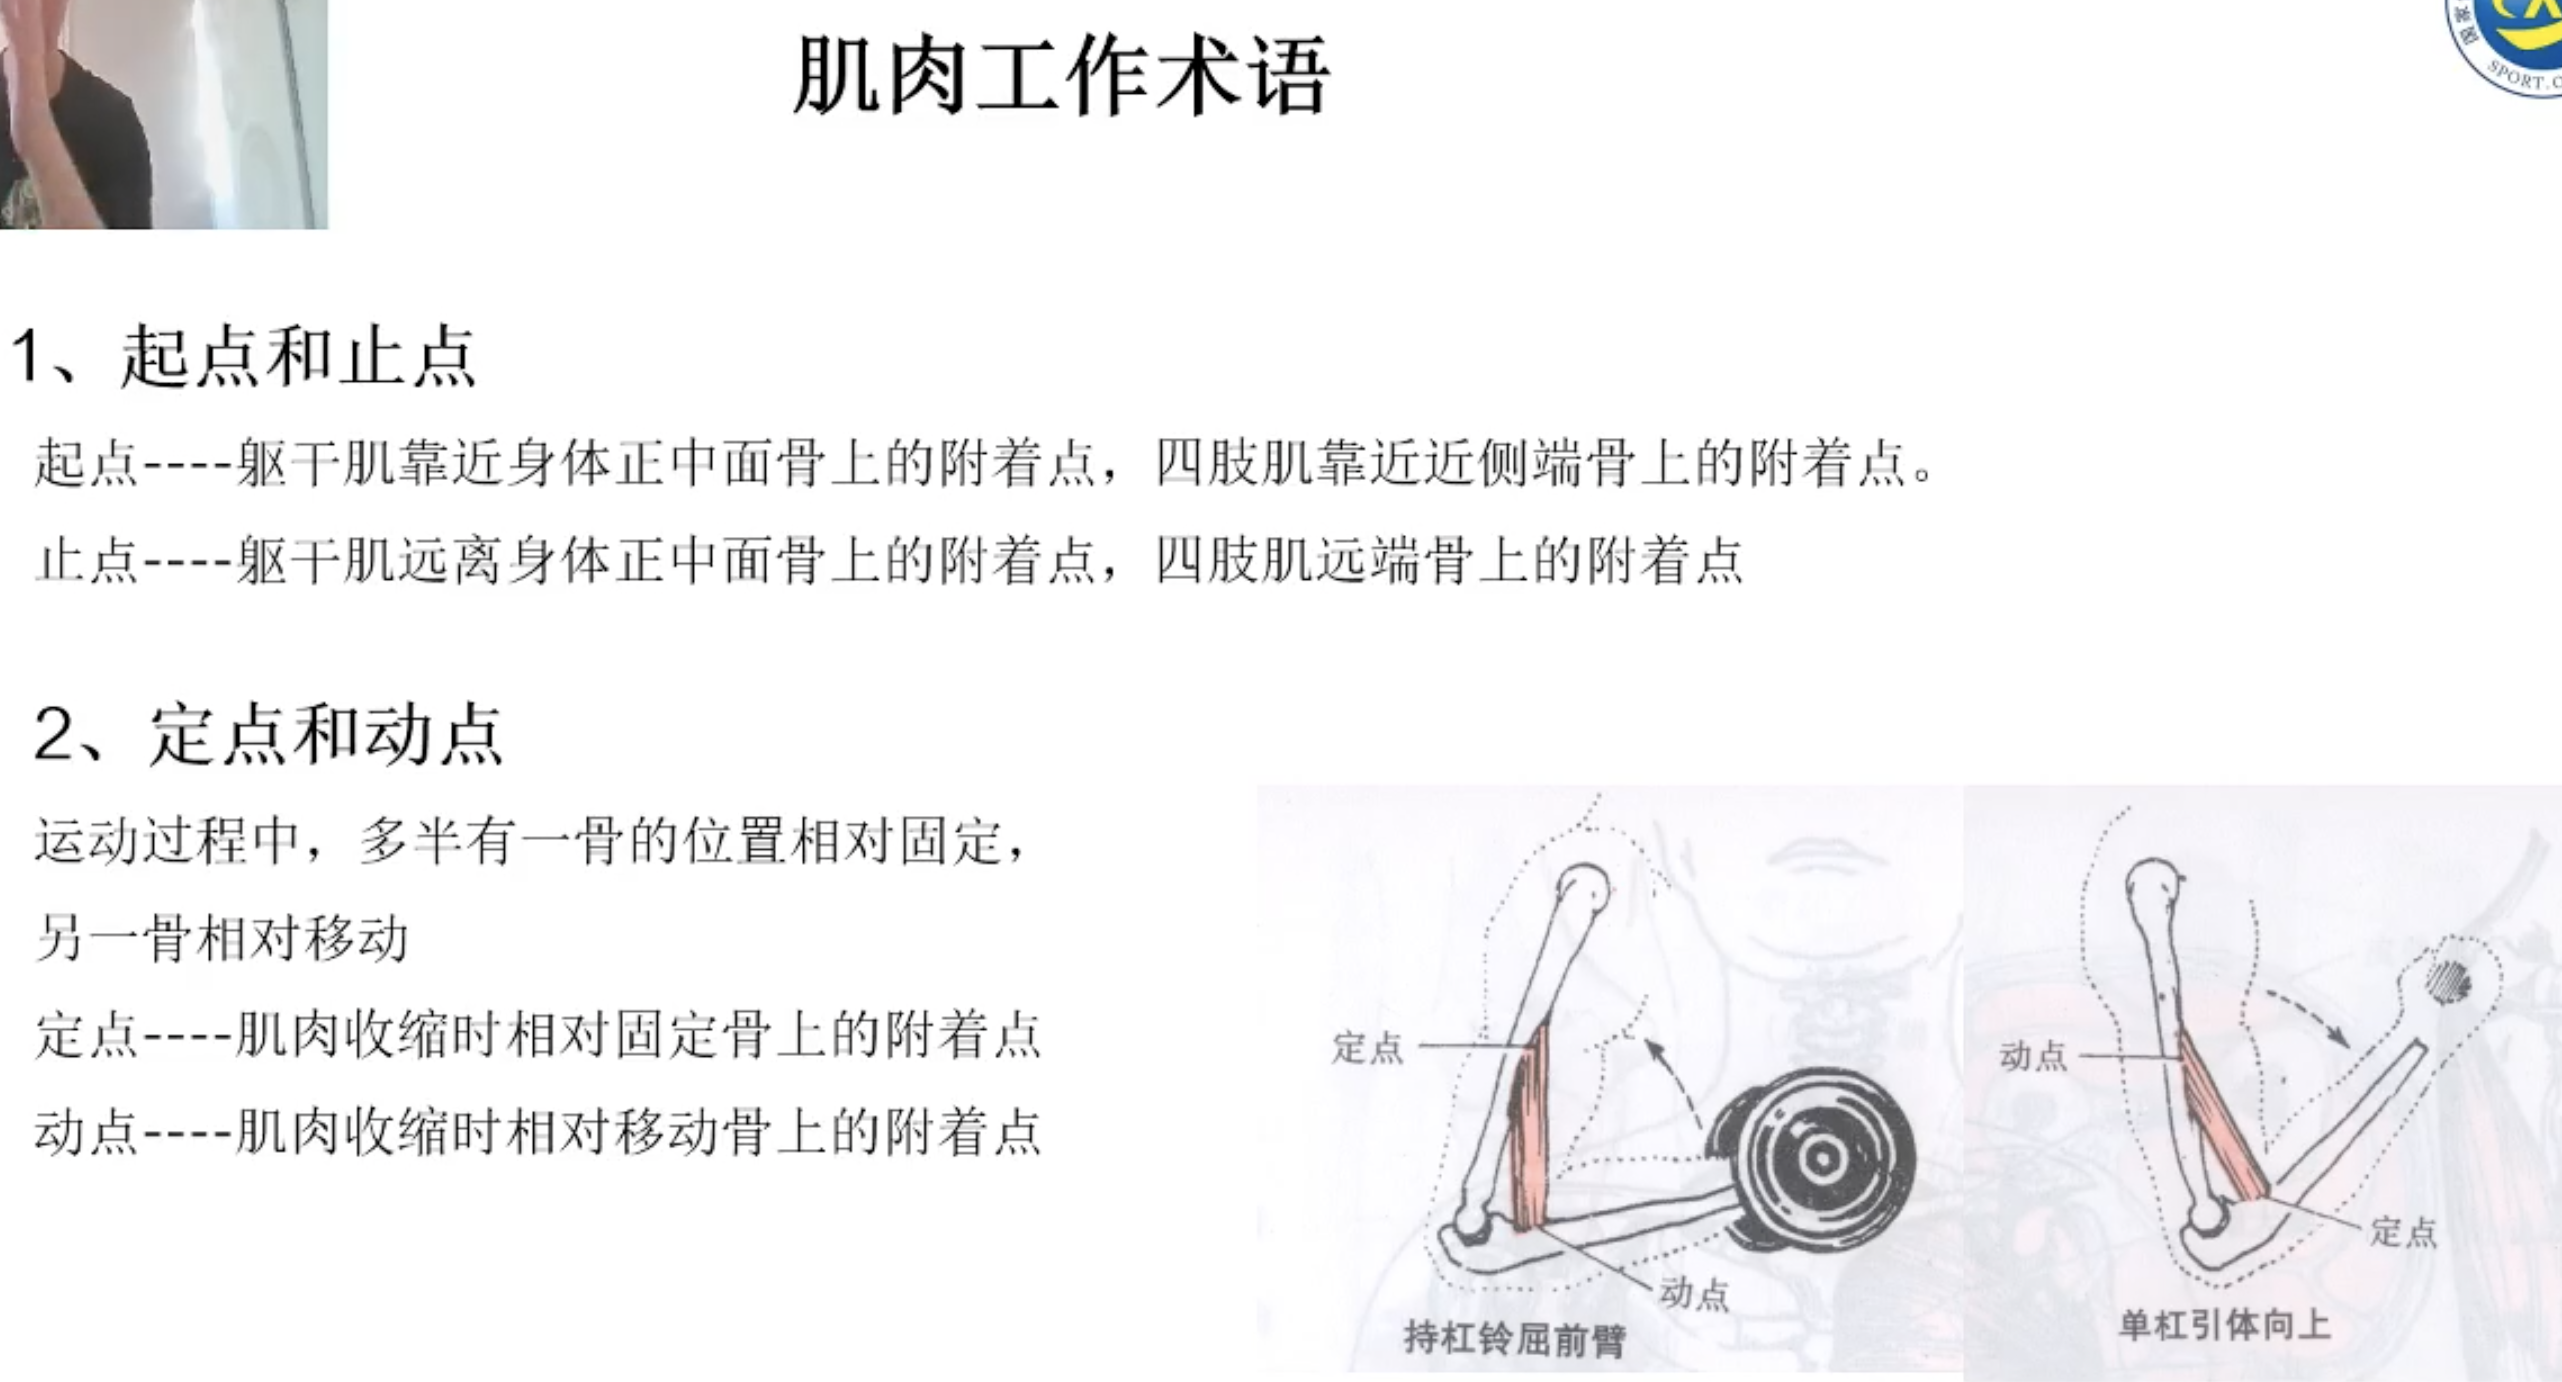 肌肉工作术语
SPORT.C
1、起点和止点
起点----躯干肌靠近身体正中面骨上的附着点，四肢肌靠近近侧端骨上的附着点。
止点----躯干肌远离身体正中面骨上的附着点，四肢肌远端骨上的附着点
2、定点和动点
运动过程中，多半有一骨的位置相对固定，
另一骨相对移动
定点----肌肉收缩时相对固定骨上的附着点
动点----肌肉收缩时相对移动骨上的附着点
定点
动点
持杠铃屈前臂
动点
定点
单杠引体向上